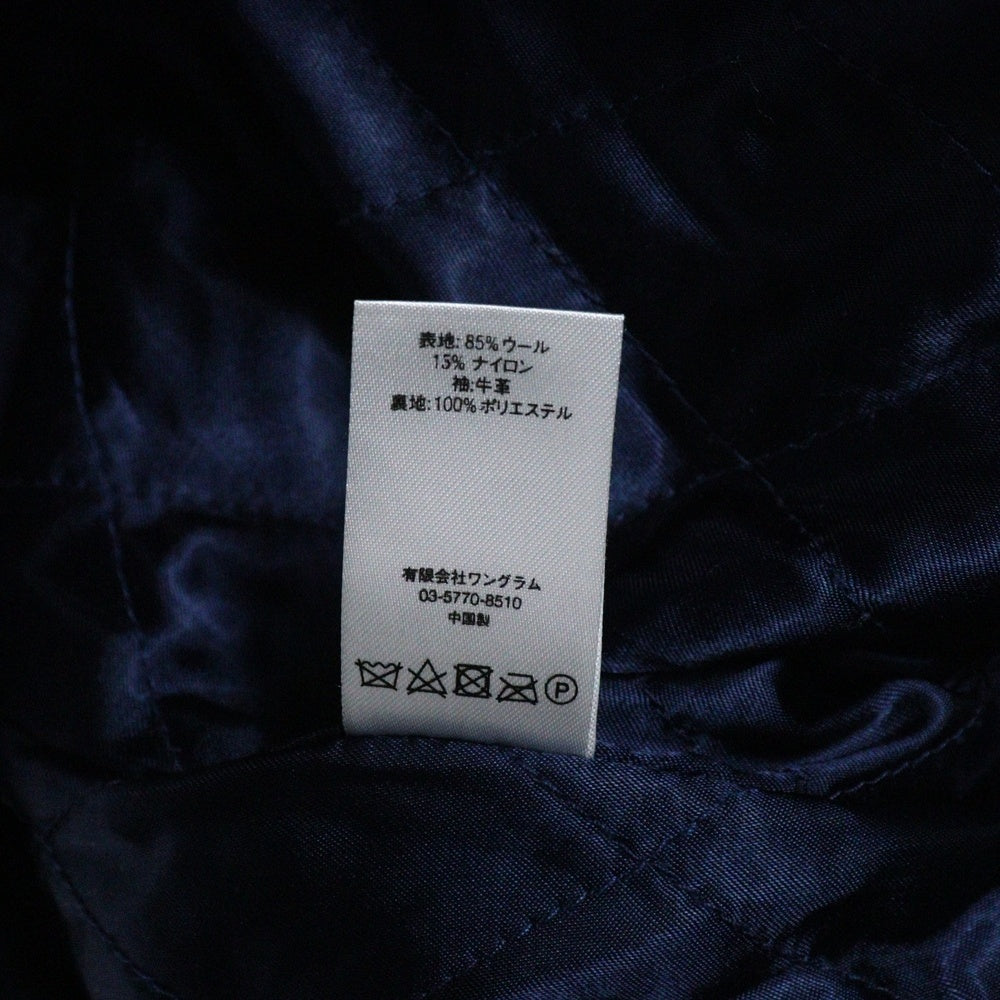 表地: 85%ウール
15% ナイロン
袖:牛革
裏地:100%ポリエステル
有限会社ワングラム
03-5770-8510
中国製
P